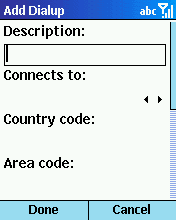 Add Dialup abc
Description:
Connects to:
Country code:
Area code:
Done Cancel